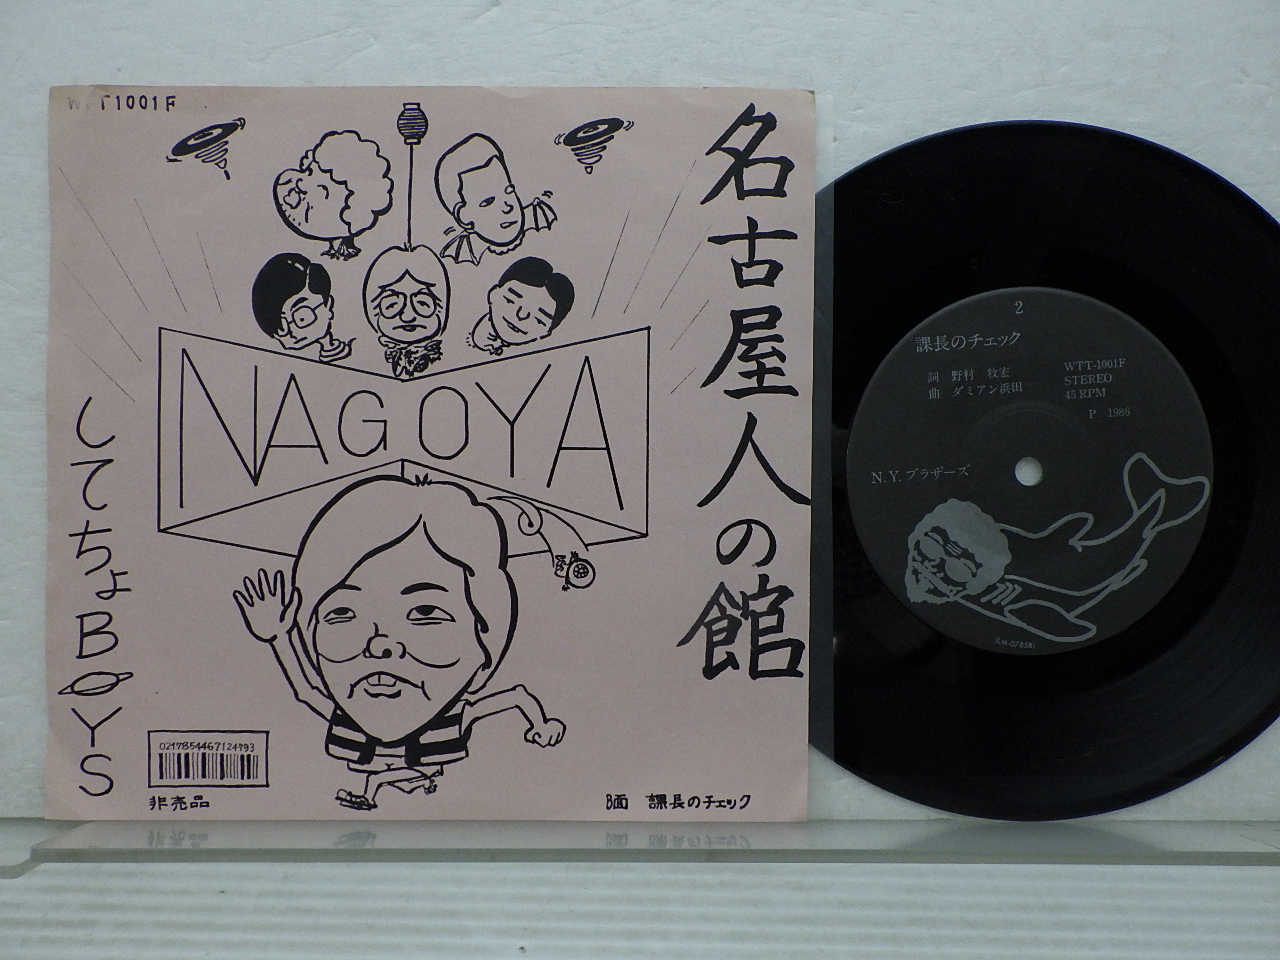 WTT1001F
名古屋人の館
NAGOYA
してちょBOYS
0217854467124793
非売品
B面 課長のチェック
2
課長のチェック
詞 野村 牧宏
曲 ダミアン浜田
WTT-1001F
STEREO
45 RPM
P 1986
N.Y. ブラザーズ